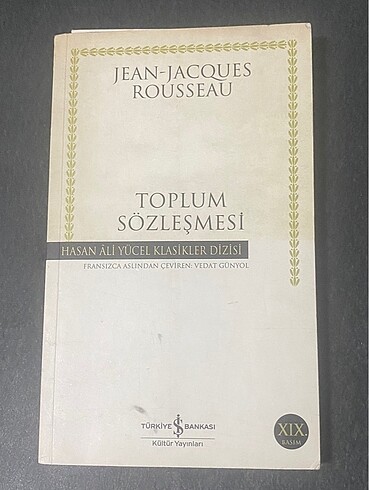 JEAN-JACQUES
ROUSSEAU
TOPLUM
SÖZLEŞMESİ
HASAN ÂLİ YÜCEL KLASİKLER DİZİSİ
FRANSIZCA ASLINDAN ÇEVİREN: VEDAT GÜNYOL
TÜRKİYE İŞ BANKASI
Kültür Yayınları
XIX.
BASIM